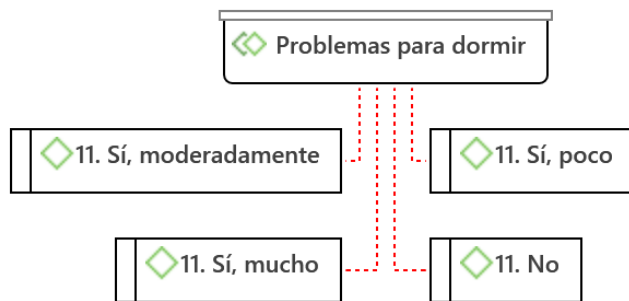 Problemas para dormir
11. Sí, moderadamente
11. Sí, poco
11. Sí, mucho
11. No